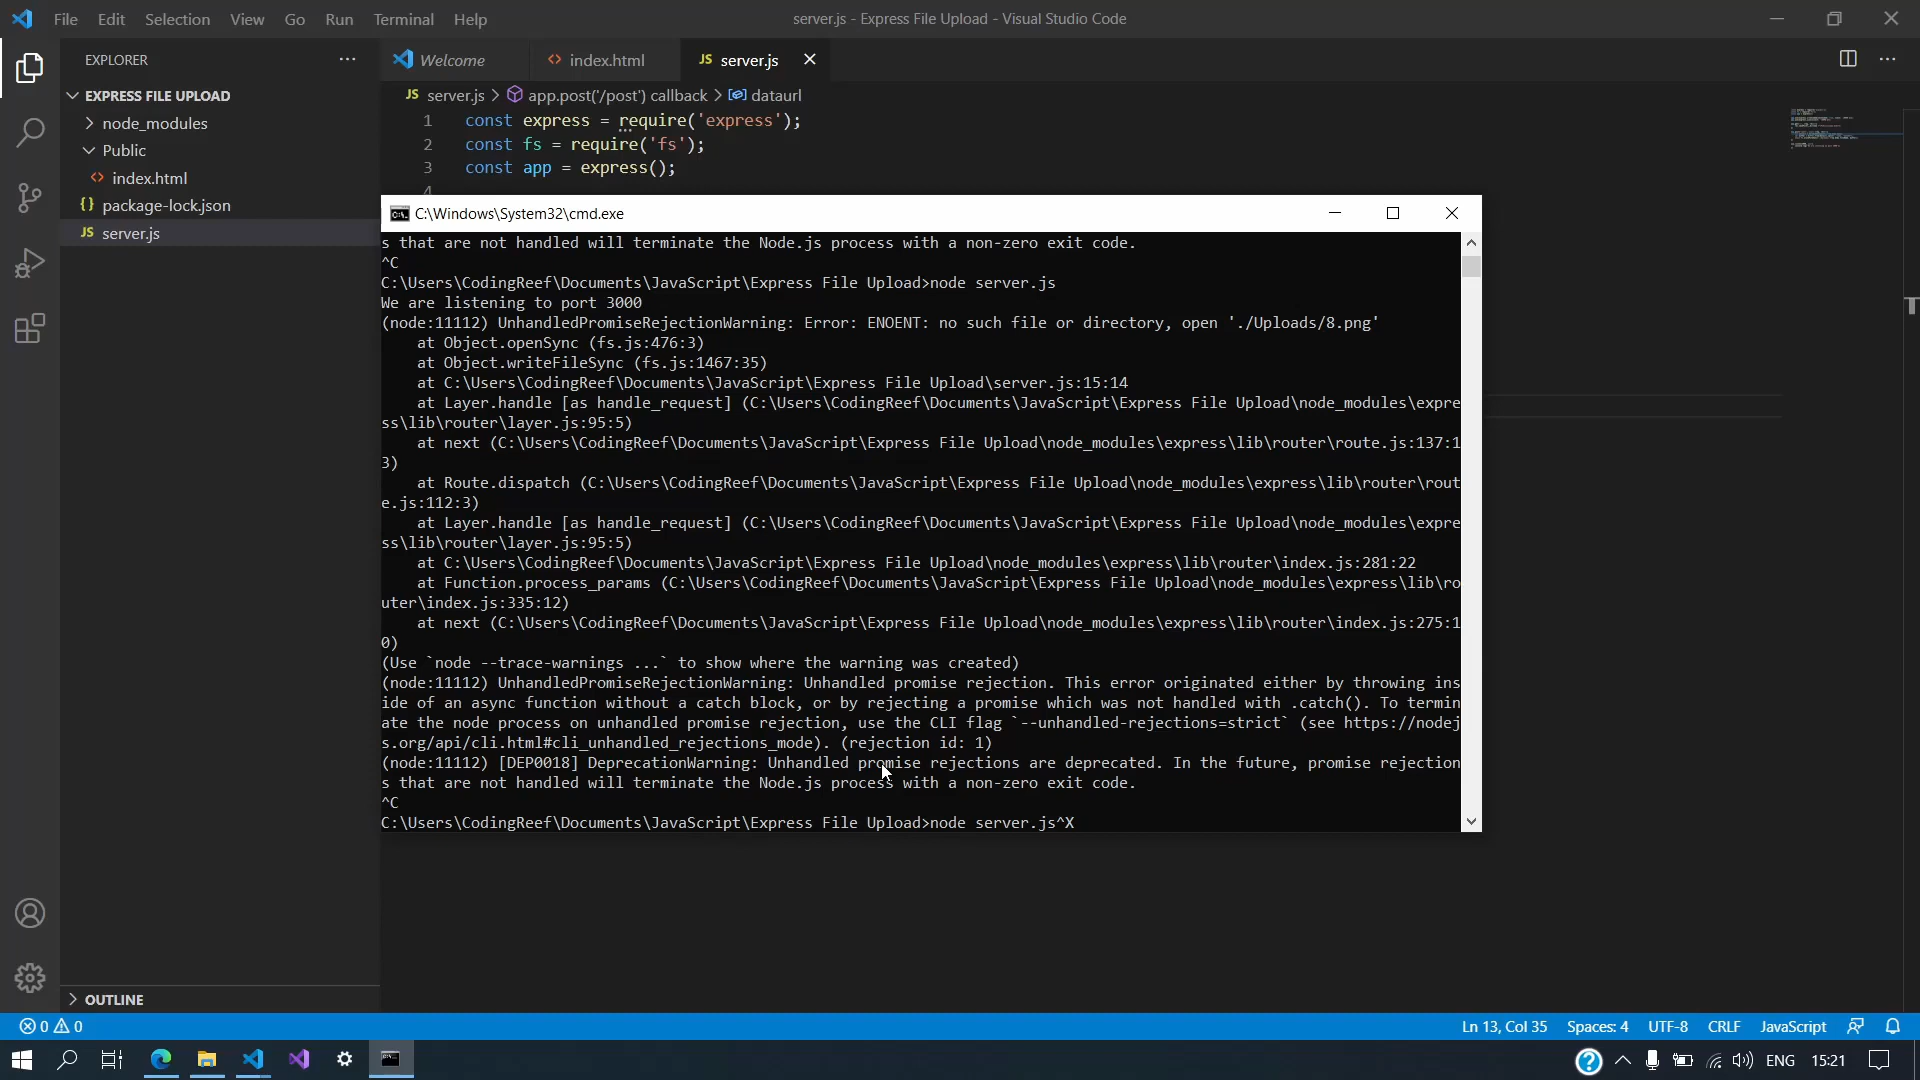 File Edit Selection View Go Run Terminal Help
server.js - Express File Upload - Visual Studio Code
EXPLORER
Welcome
index.html
JS server.js
EXPRESS FILE UPLOAD
node_modules
Public
index.html
{} package-lock.json
JS server.js
JS server.js > app.post('/post') callback > dataurl
1 const express = require('express');
2 const fs = require('fs');
3 const app = express();
4
C:\Windows\System32\cmd.exe
s that are not handled will terminate the Node.js process with a non-zero exit code.
^C
C:\Users\CodingReef\Documents\JavaScript\Express File Upload>node server.js
We are listening to port 3000
(node:11112) UnhandledPromiseRejectionWarning: Error: ENOENT: no such file or directory, open './Uploads/8.png'
at Object.openSync (fs.js:476:3)
at Object.writeFileSync (fs.js:1467:35)
at C:\Users\CodingReef\Documents\JavaScript\Express File Upload\server.js:15:14
at Layer.handle [as handle_request] (C:\Users\CodingReef\Documents\JavaScript\Express File Upload\node_modules\expre
ss\lib\router\layer.js:95:5)
at next (C:\Users\CodingReef\Documents\JavaScript\Express File Upload\node_modules\express\lib\router\route.js:137:1
3)
at Route.dispatch (C:\Users\CodingReef\Documents\JavaScript\Express File Upload\node_modules\express\lib\router\rout
e.js:112:3)
at Layer.handle [as handle_request] (C:\Users\CodingReef\Documents\JavaScript\Express File Upload\node_modules\expre
ss\lib\router\layer.js:95:5)
at C:\Users\CodingReef\Documents\JavaScript\Express File Upload\node_modules\express\lib\router\index.js:281:22
at Function.process_params (C:\Users\CodingReef\Documents\JavaScript\Express File Upload\node_modules\express\lib\ro
uter\index.js:335:12)
at next (C:\Users\CodingReef\Documents\JavaScript\Express File Upload\node_modules\express\lib\router\index.js:275:1
0)
(Use `node --trace-warnings ...` to show where the warning was created)
(node:11112) UnhandledPromiseRejectionWarning: Unhandled promise rejection. This error originated either by throwing ins
ide of an async function without a catch block, or by rejecting a promise which was not handled with .catch(). To termin
ate the node process on unhandled promise rejection, use the CLI flag `--unhandled-rejections=strict` (see https://nodej
s.org/api/cli.html#cli_unhandled_rejections_mode). (rejection id: 1)
(node:11112) [DEP0018] DeprecationWarning: Unhandled promise rejections are deprecated. In the future, promise rejection
s that are not handled will terminate the Node.js process with a non-zero exit code.
^C
C:\Users\CodingReef\Documents\JavaScript\Express File Upload>node server.js^X
OUTLINE
0 0
Ln 13, Col 35 Spaces: 4 UTF-8 CRLF JavaScript
ENG 15:21